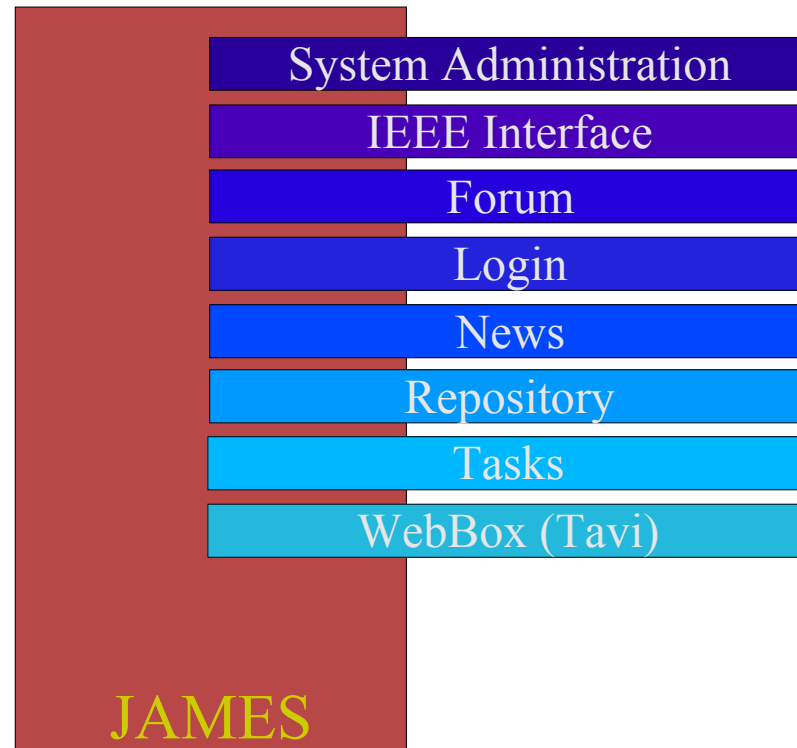 System Administration
IEEE Interface
Forum
Login
News
Repository
Tasks
WebBox (Tavi)
JAMES